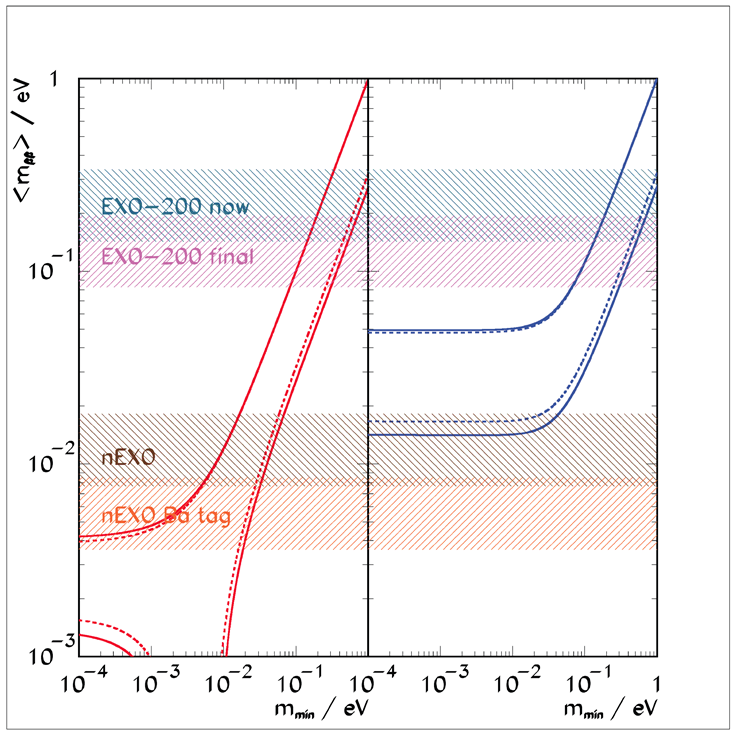 <m_ββ> / eV
1
EXO-200 now
EXO-200 final
10⁻¹
nEXO
10⁻²
nEXO Ba tag
10⁻³
10⁻⁴ 10⁻³ 10⁻² 10⁻¹ 10⁻⁴ 10⁻³ 10⁻² 10⁻¹ 1
m_min / eV m_min / eV